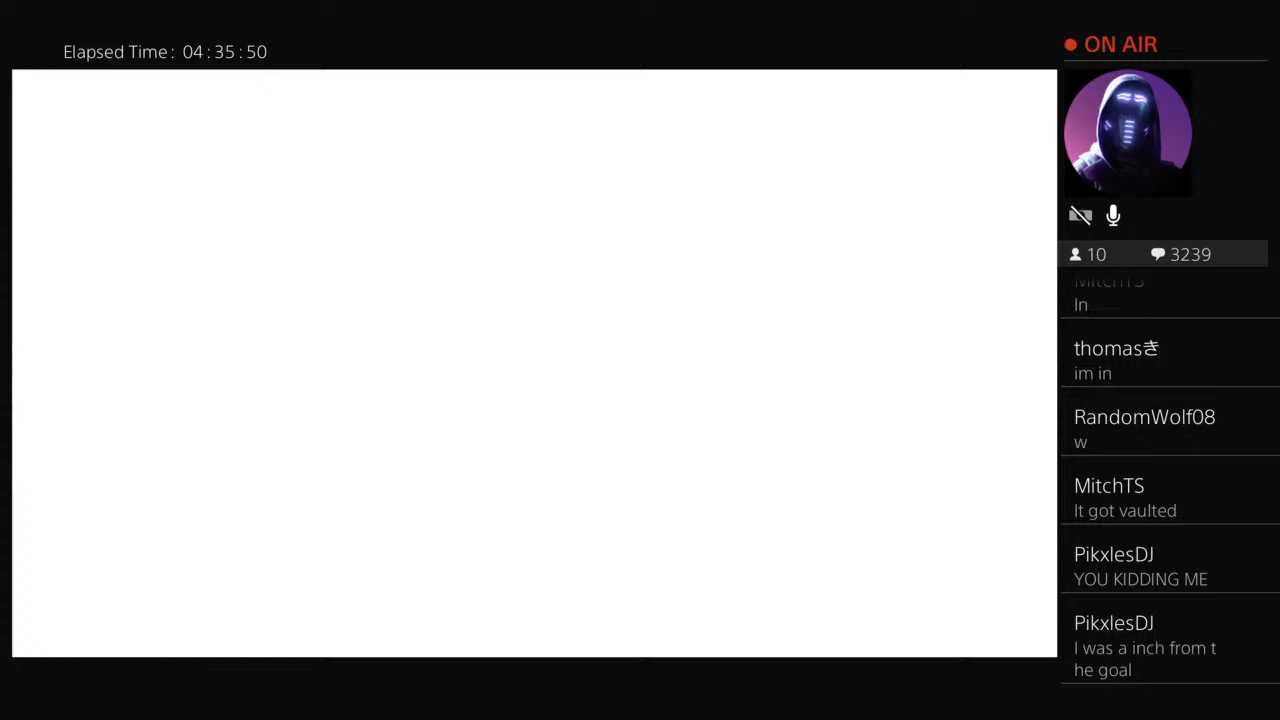 Elapsed Time: 04:35:50
ON AIR
10 3239
MitchTS
In
thomasき
im in
RandomWolf08
w
MitchTS
It got vaulted
PikxlesDJ
YOU KIDDING ME
PikxlesDJ
I was a inch from t
he goal